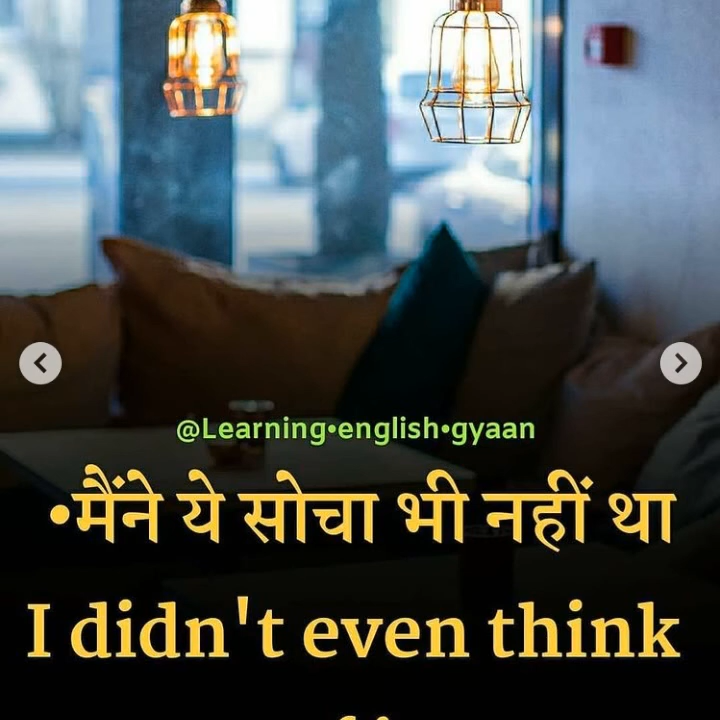 @Learning•english•gyaan
•मैंने ये सोचा भी नहीं था
I didn't even think